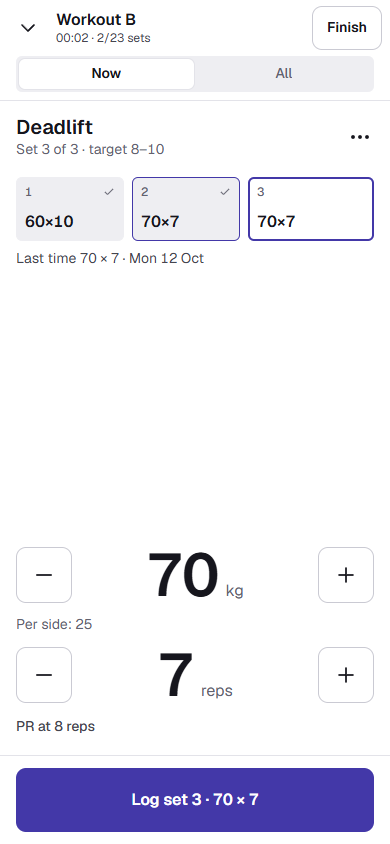 Workout B
00:02 · 2/23 sets
Finish
Now
All
Deadlift
Set 3 of 3 · target 8–10
1
60×10
2
70×7
3
70×7
Last time 70 × 7 · Mon 12 Oct
70 kg
Per side: 25
7 reps
PR at 8 reps
Log set 3 · 70 × 7